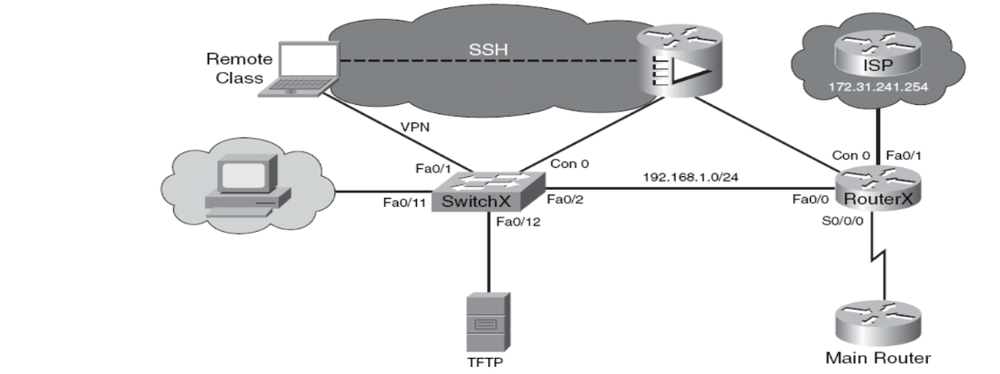 SSH
Remote
Class
ISP
172.31.241.254
VPN
Fa0/1
Con 0
Con 0
Fa0/1
192.168.1.0/24
Fa0/11
SwitchX
Fa0/2
Fa0/0
RouterX
Fa0/12
S0/0/0
TFTP
Main Router